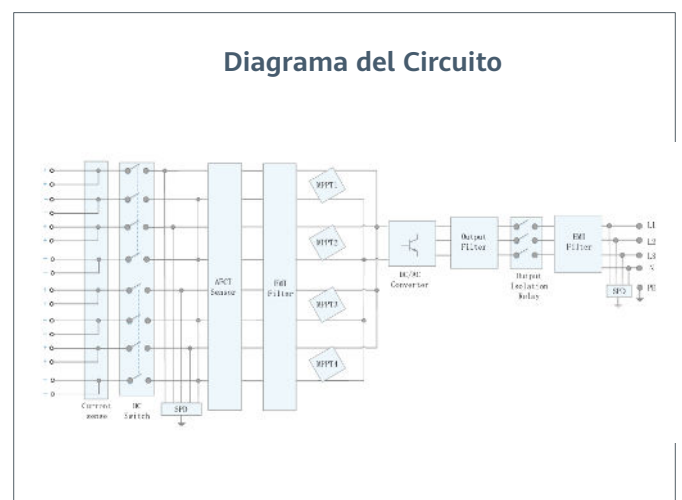 Diagrama del Circuito
Current
sense
DC
Switch
SPD
AFCI
Sensor
EMI
Filter
MPPT1
MPPT2
MPPT3
MPPT4
DC/AC
Converter
Output
Filter
Output
Isolation
Relay
EMI
Filter
SPD
L1
L2
L3
N
PE